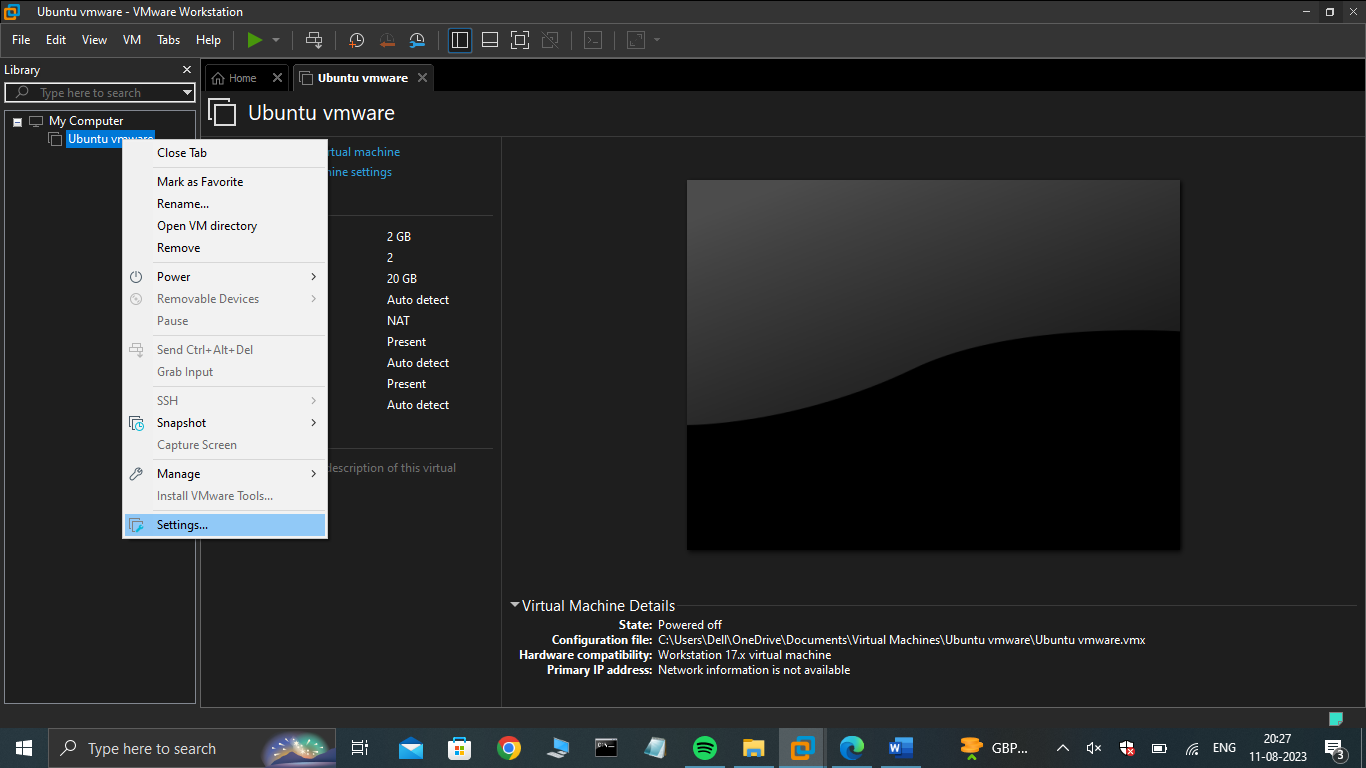 Ubuntu vmware - VMware Workstation
File Edit View VM Tabs Help
Library
Type here to search
Home
Ubuntu vmware
My Computer
Ubuntu vmware
Ubuntu vmware
Close Tab
Mark as Favorite
Rename...
Open VM directory
Remove
Power
Removable Devices
Pause
Send Ctrl+Alt+Del
Grab Input
SSH
Snapshot
Capture Screen
Manage
Install VMware Tools...
Settings...
virtual machine
settings
2 GB
2
20 GB
Auto detect
NAT
Present
Auto detect
Present
Auto detect
description of this virtual
Virtual Machine Details
State: Powered off
Configuration file: C:\Users\Dell\OneDrive\Documents\Virtual Machines\Ubuntu vmware\Ubuntu vmware.vmx
Hardware compatibility: Workstation 17.x virtual machine
Primary IP address: Network information is not available
Type here to search
GBP...
ENG
20:27
11-08-2023
3